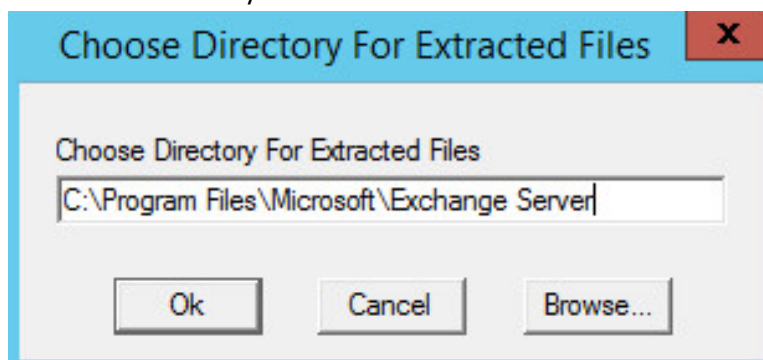 Choose Directory For Extracted Files
x
Choose Directory For Extracted Files
C:\Program Files\Microsoft\Exchange Server
Ok Cancel Browse...